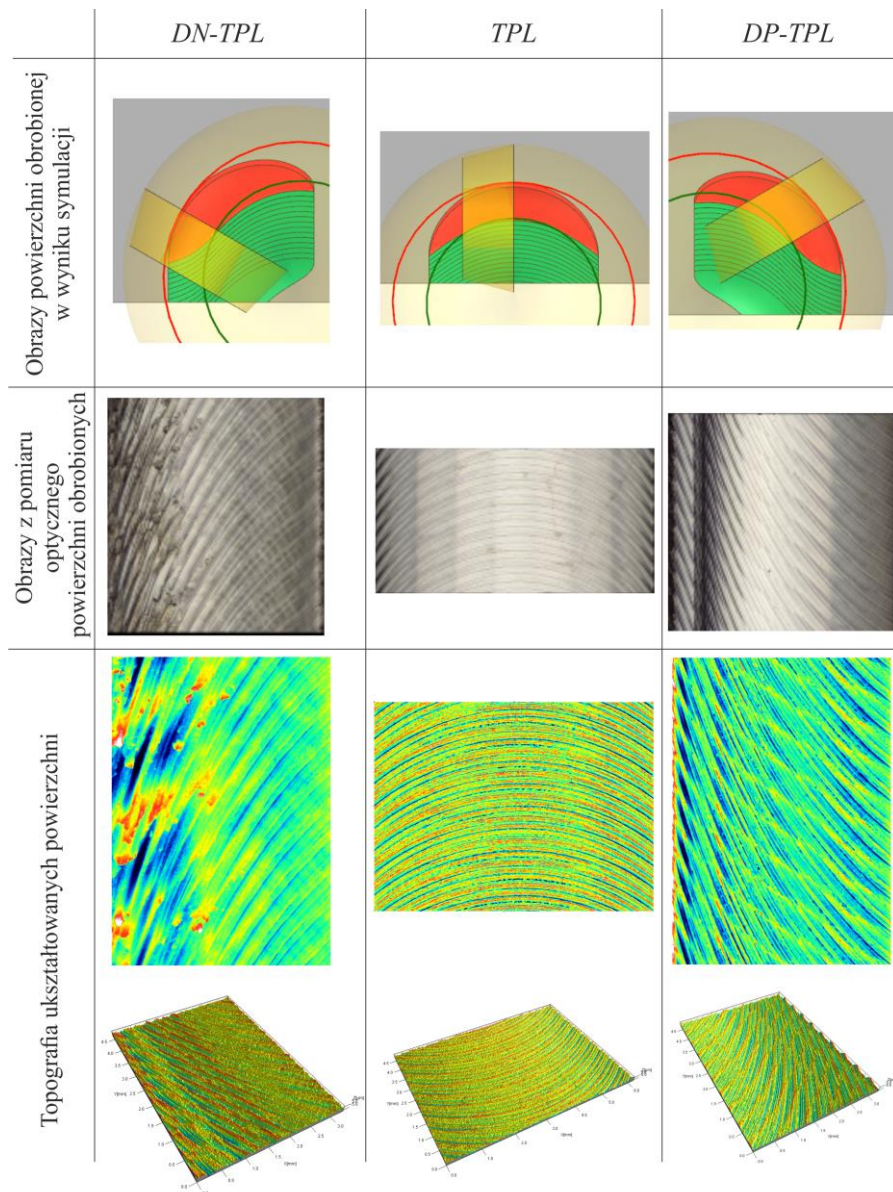 DN-TPL
TPL
DP-TPL
Obrazy powierzchni obrobionej
w wyniku symulacji
Obrazy z pomiaru
optycznego
powierzchni obrobionych
Topografia ukształtowanych powierzchni